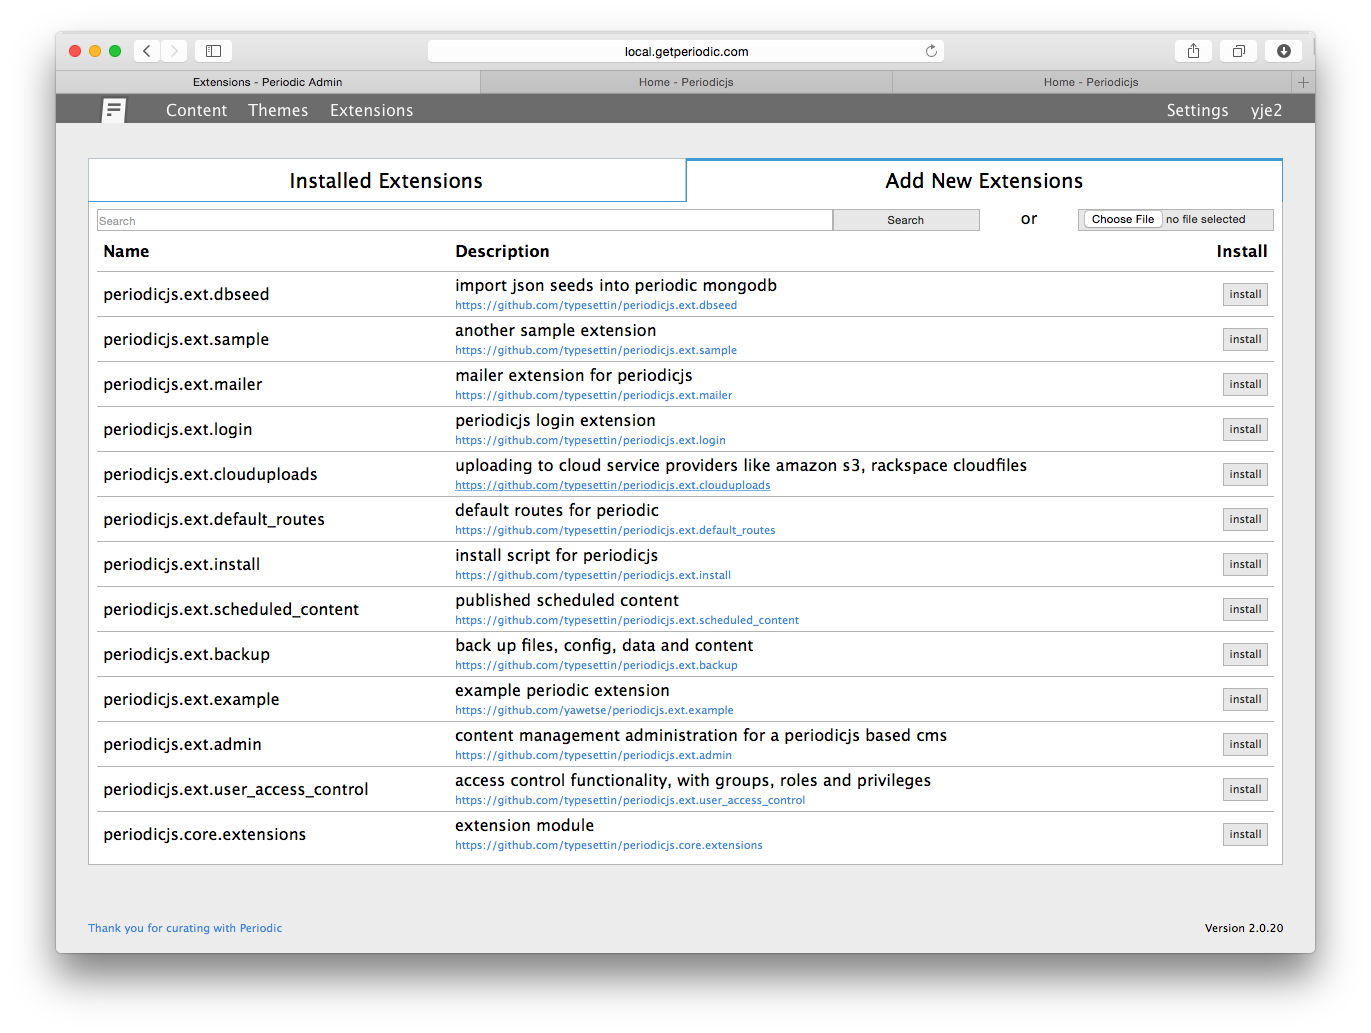 local.getperiodic.com
Extensions - Periodic Admin
Home - Periodicjs
Home - Periodicjs
Content Themes Extensions Settings yje2
Installed Extensions
Add New Extensions
Search Search or Choose File no file selected
Name Description Install
periodicjs.ext.dbseed
import json seeds into periodic mongodb
https://github.com/typesettin/periodicjs.ext.dbseed
install
periodicjs.ext.sample
another sample extension
https://github.com/typesettin/periodicjs.ext.sample
install
periodicjs.ext.mailer
mailer extension for periodicjs
https://github.com/typesettin/periodicjs.ext.mailer
install
periodicjs.ext.login
periodicjs login extension
https://github.com/typesettin/periodicjs.ext.login
install
periodicjs.ext.clouduploads
uploading to cloud service providers like amazon s3, rackspace cloudfiles
https://github.com/typesettin/periodicjs.ext.clouduploads
install
periodicjs.ext.default_routes
default routes for periodic
https://github.com/typesettin/periodicjs.ext.default_routes
install
periodicjs.ext.install
install script for periodicjs
https://github.com/typesettin/periodicjs.ext.install
install
periodicjs.ext.scheduled_content
published scheduled content
https://github.com/typesettin/periodicjs.ext.scheduled_content
install
periodicjs.ext.backup
back up files, config, data and content
https://github.com/typesettin/periodicjs.ext.backup
install
periodicjs.ext.example
example periodic extension
https://github.com/yawetse/periodicjs.ext.example
install
periodicjs.ext.admin
content management administration for a periodicjs based cms
https://github.com/typesettin/periodicjs.ext.admin
install
periodicjs.ext.user_access_control
access control functionality, with groups, roles and privileges
https://github.com/typesettin/periodicjs.ext.user_access_control
install
periodicjs.core.extensions
extension module
https://github.com/typesettin/periodicjs.core.extensions
install
Thank you for curating with Periodic
Version 2.0.20